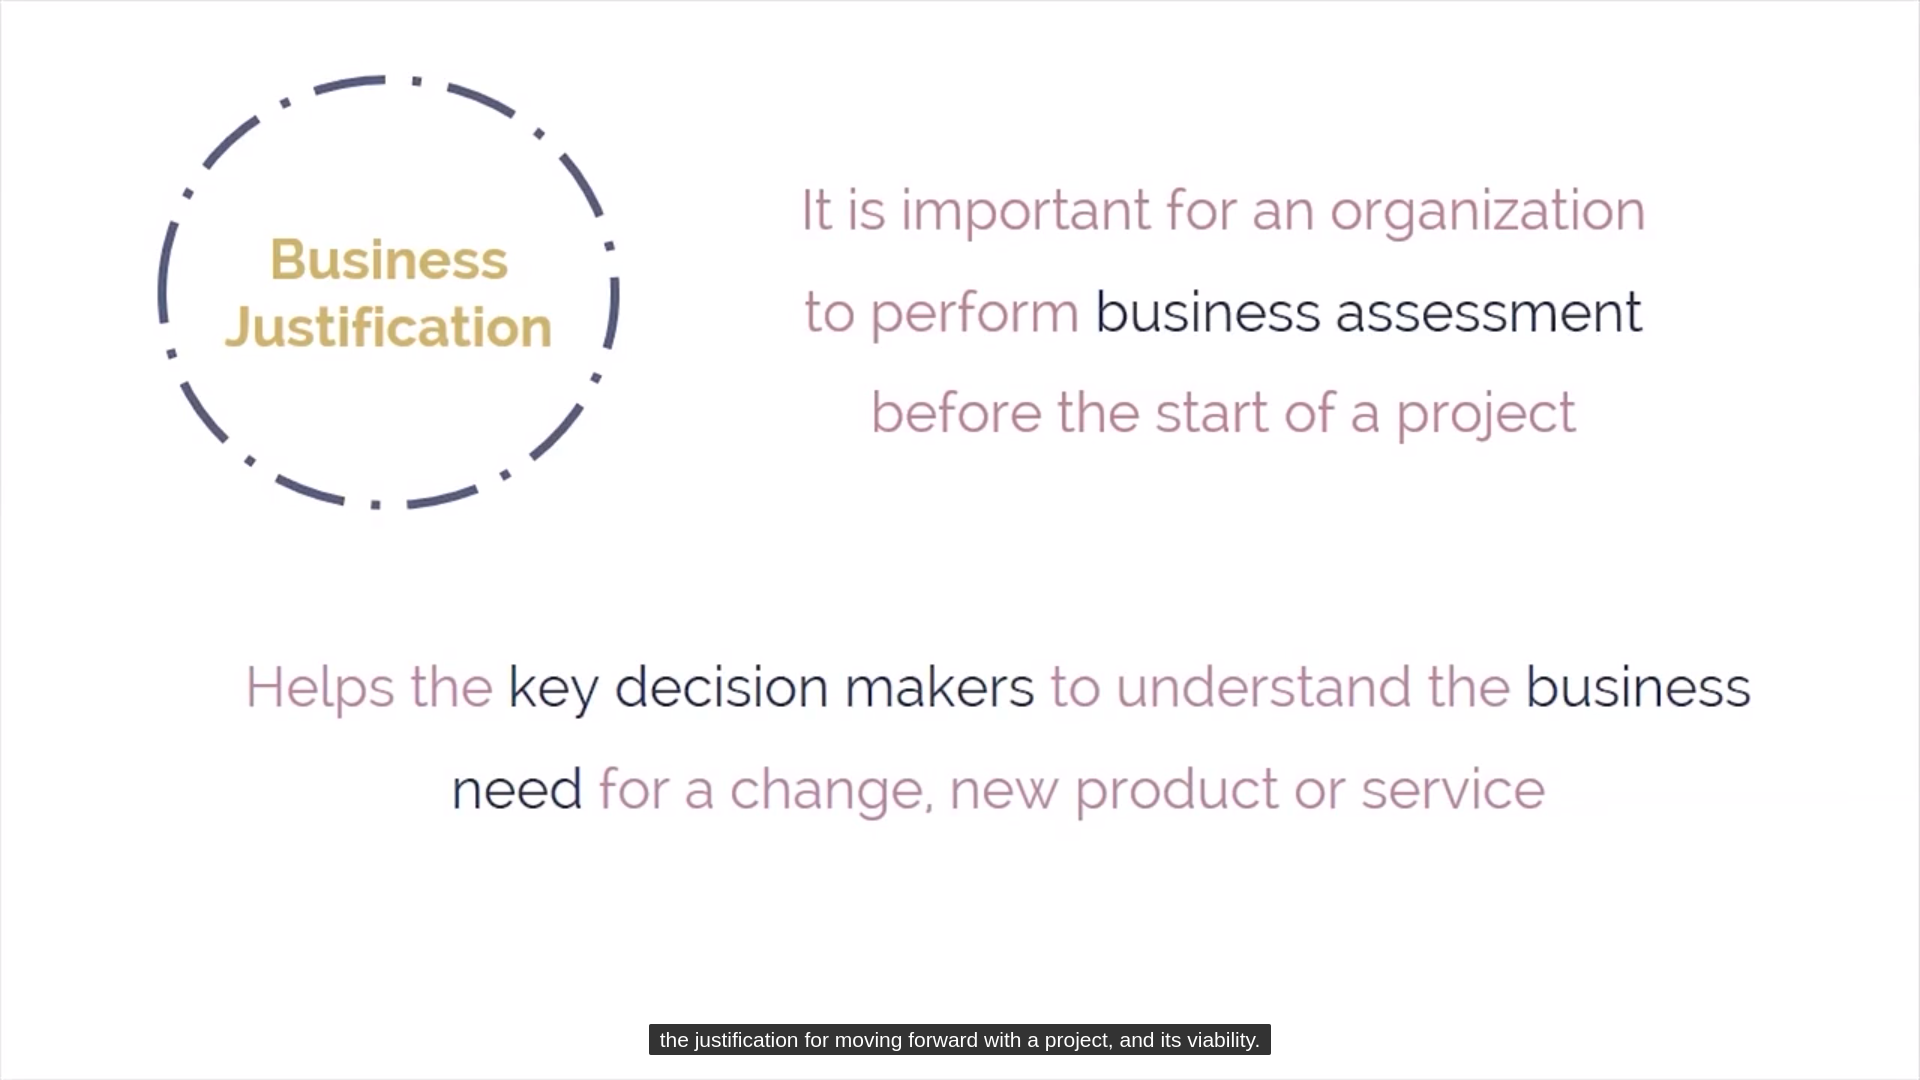 Business
Justification
It is important for an organization
to perform business assessment
before the start of a project
Helps the key decision makers to understand the business
need for a change, new product or service
the justification for moving forward with a project, and its viability.